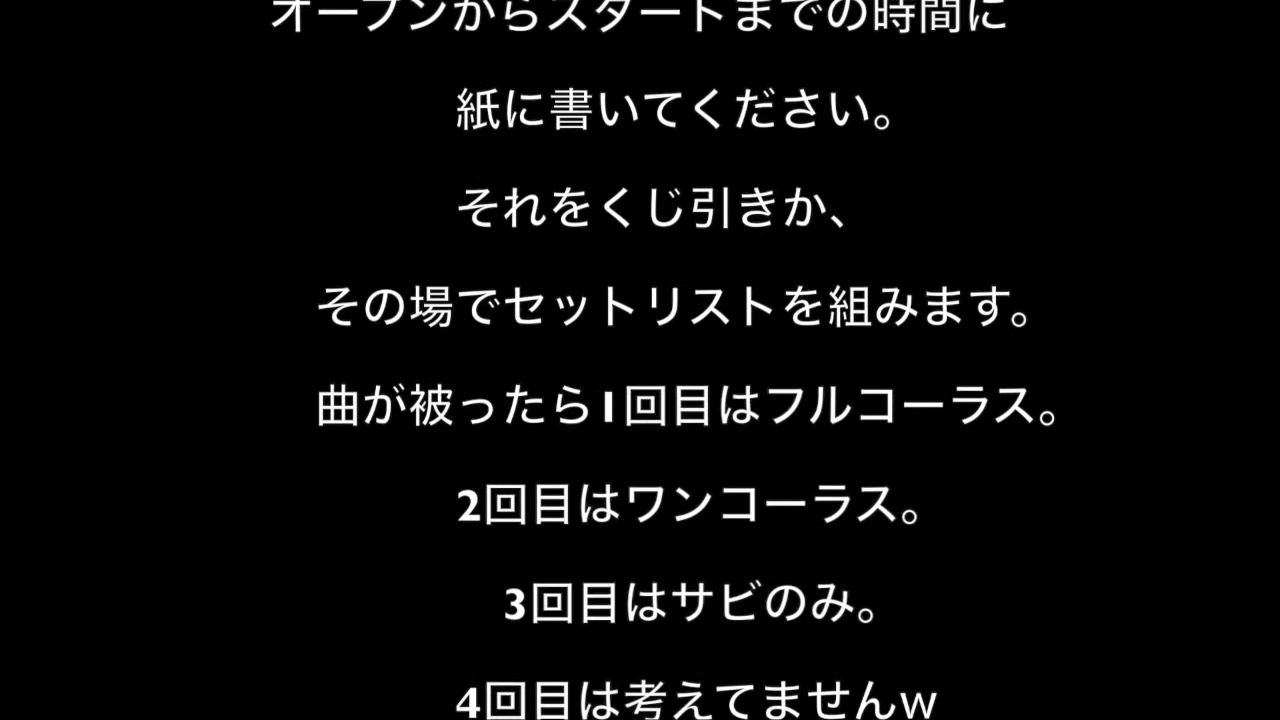 オープンからスタートまでの時間に
紙に書いてください。
それをくじ引きか、
その場でセットリストを組みます。
曲が被ったら1回目はフルコーラス。
2回目はワンコーラス。
3回目はサビのみ。
4回目は考えてませんw